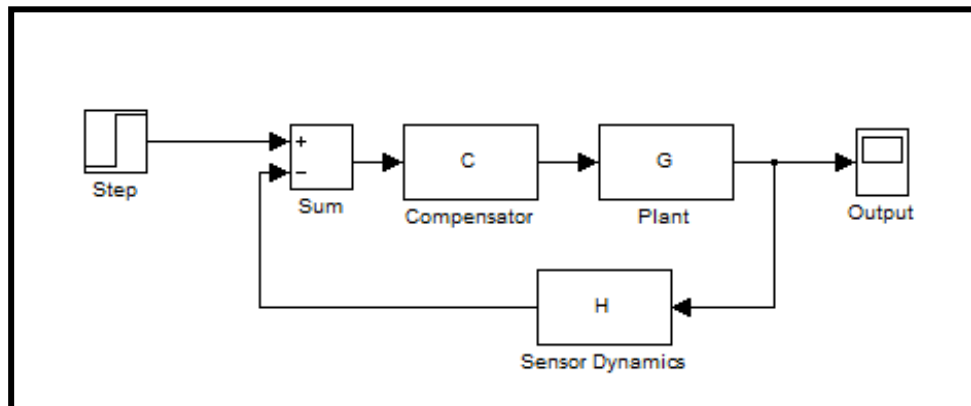 Step
+
−
Sum
C
Compensator
G
Plant
Output
H
Sensor Dynamics